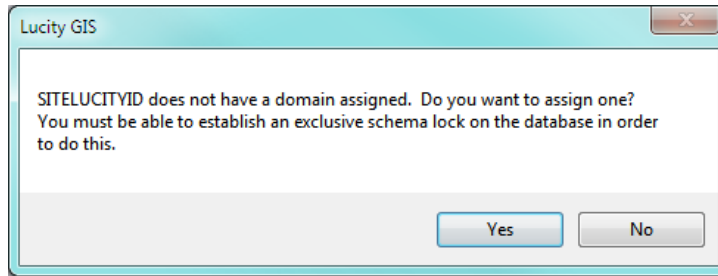 Lucity GIS
SITELUCITYID does not have a domain assigned.  Do you want to assign one?
You must be able to establish an exclusive schema lock on the database in order
to do this.
Yes No